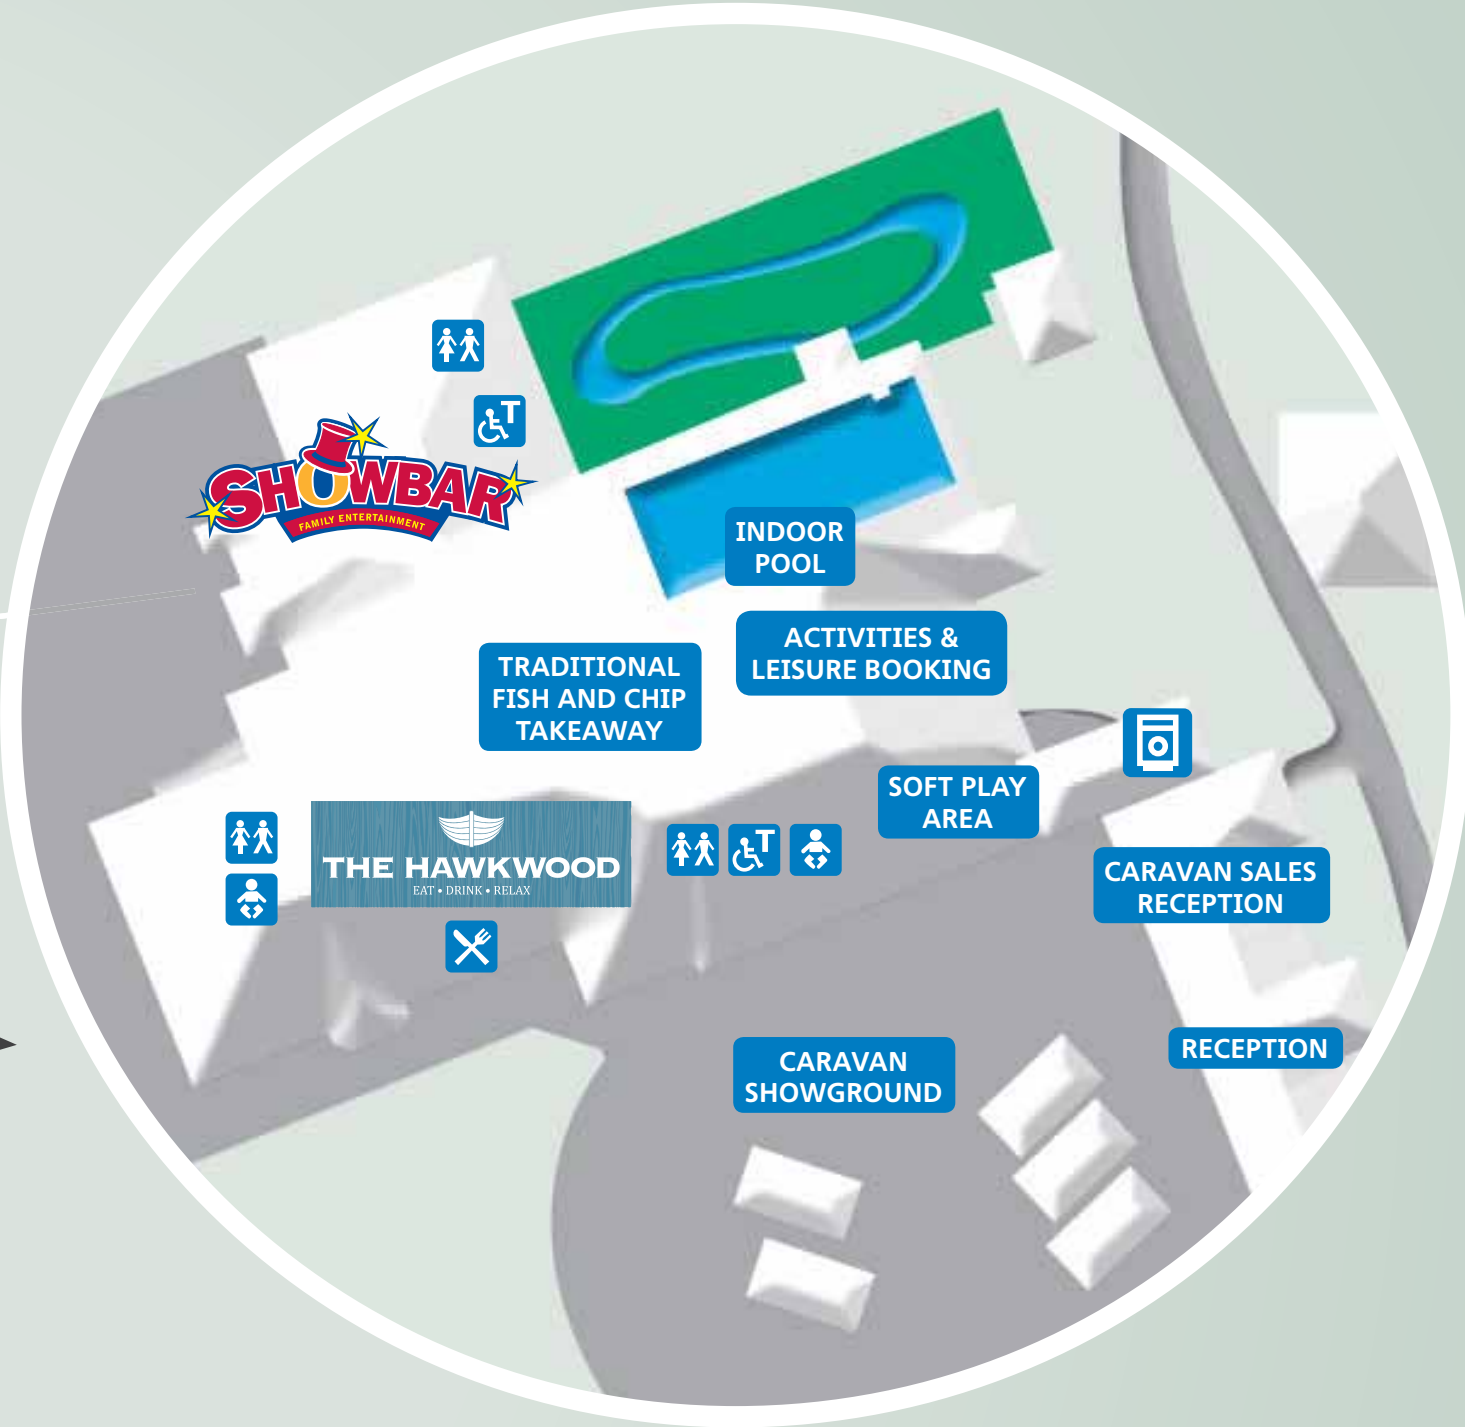 T
SHOWBAR
FAMILY ENTERTAINMENT
INDOOR
POOL
ACTIVITIES &
LEISURE BOOKING
TRADITIONAL
FISH AND CHIP
TAKEAWAY
SOFT PLAY
AREA
THE HAWKWOOD
EAT • DRINK • RELAX
T
CARAVAN SALES
RECEPTION
RECEPTION
CARAVAN
SHOWGROUND